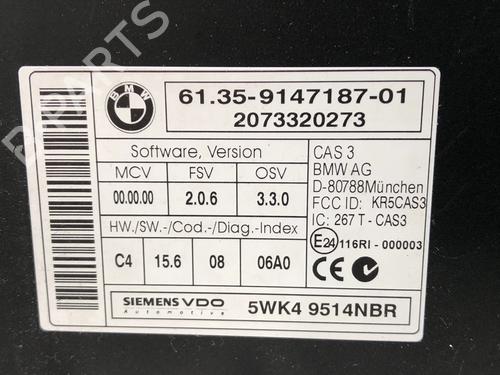 BMW
61.35-9147187-01
2073320273
Software, Version
MCV FSV OSV
00.00.00 2.0.6 3.3.0
HW./SW.-/Cod.-/Diag.-Index
C4 15.6 08 06A0
CAS 3
BMW AG
D-80788München
FCC ID: KR5CAS3
IC: 267 T - CAS3
E24 116RI - 000003
CE
SIEMENS VDO
Automotive
5WK4 9514NBR
B-PARTS